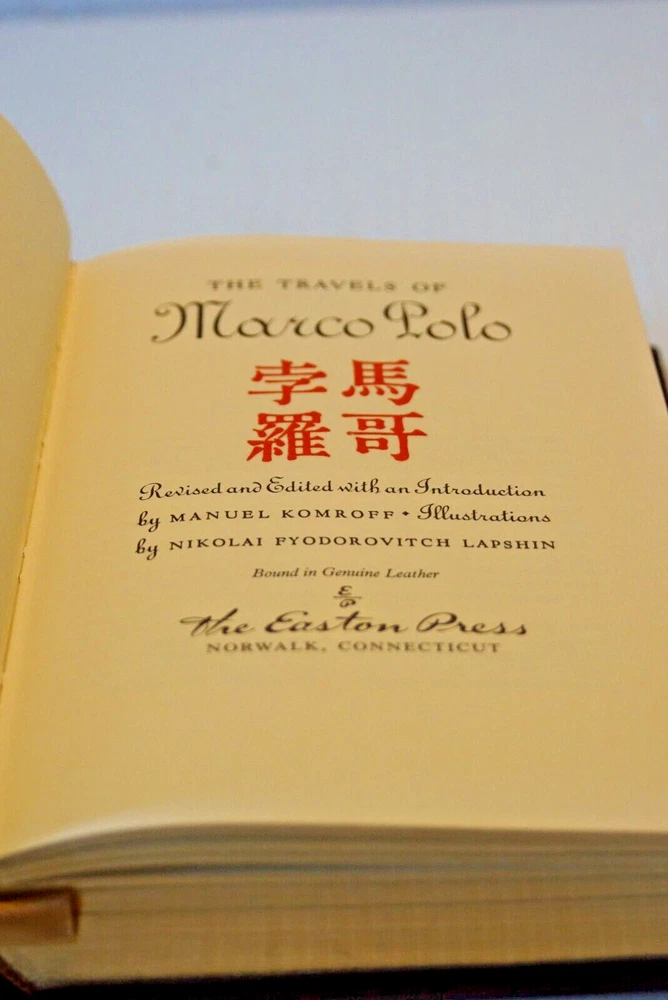 THE TRAVELS OF
Marco Polo
孛馬
羅哥
Revised and Edited with an Introduction
by MANUEL KOMROFF • Illustrations
by NIKOLAI FYODOROVITCH LAPSHIN
Bound in Genuine Leather
E/P
the Easton Press
NORWALK, CONNECTICUT